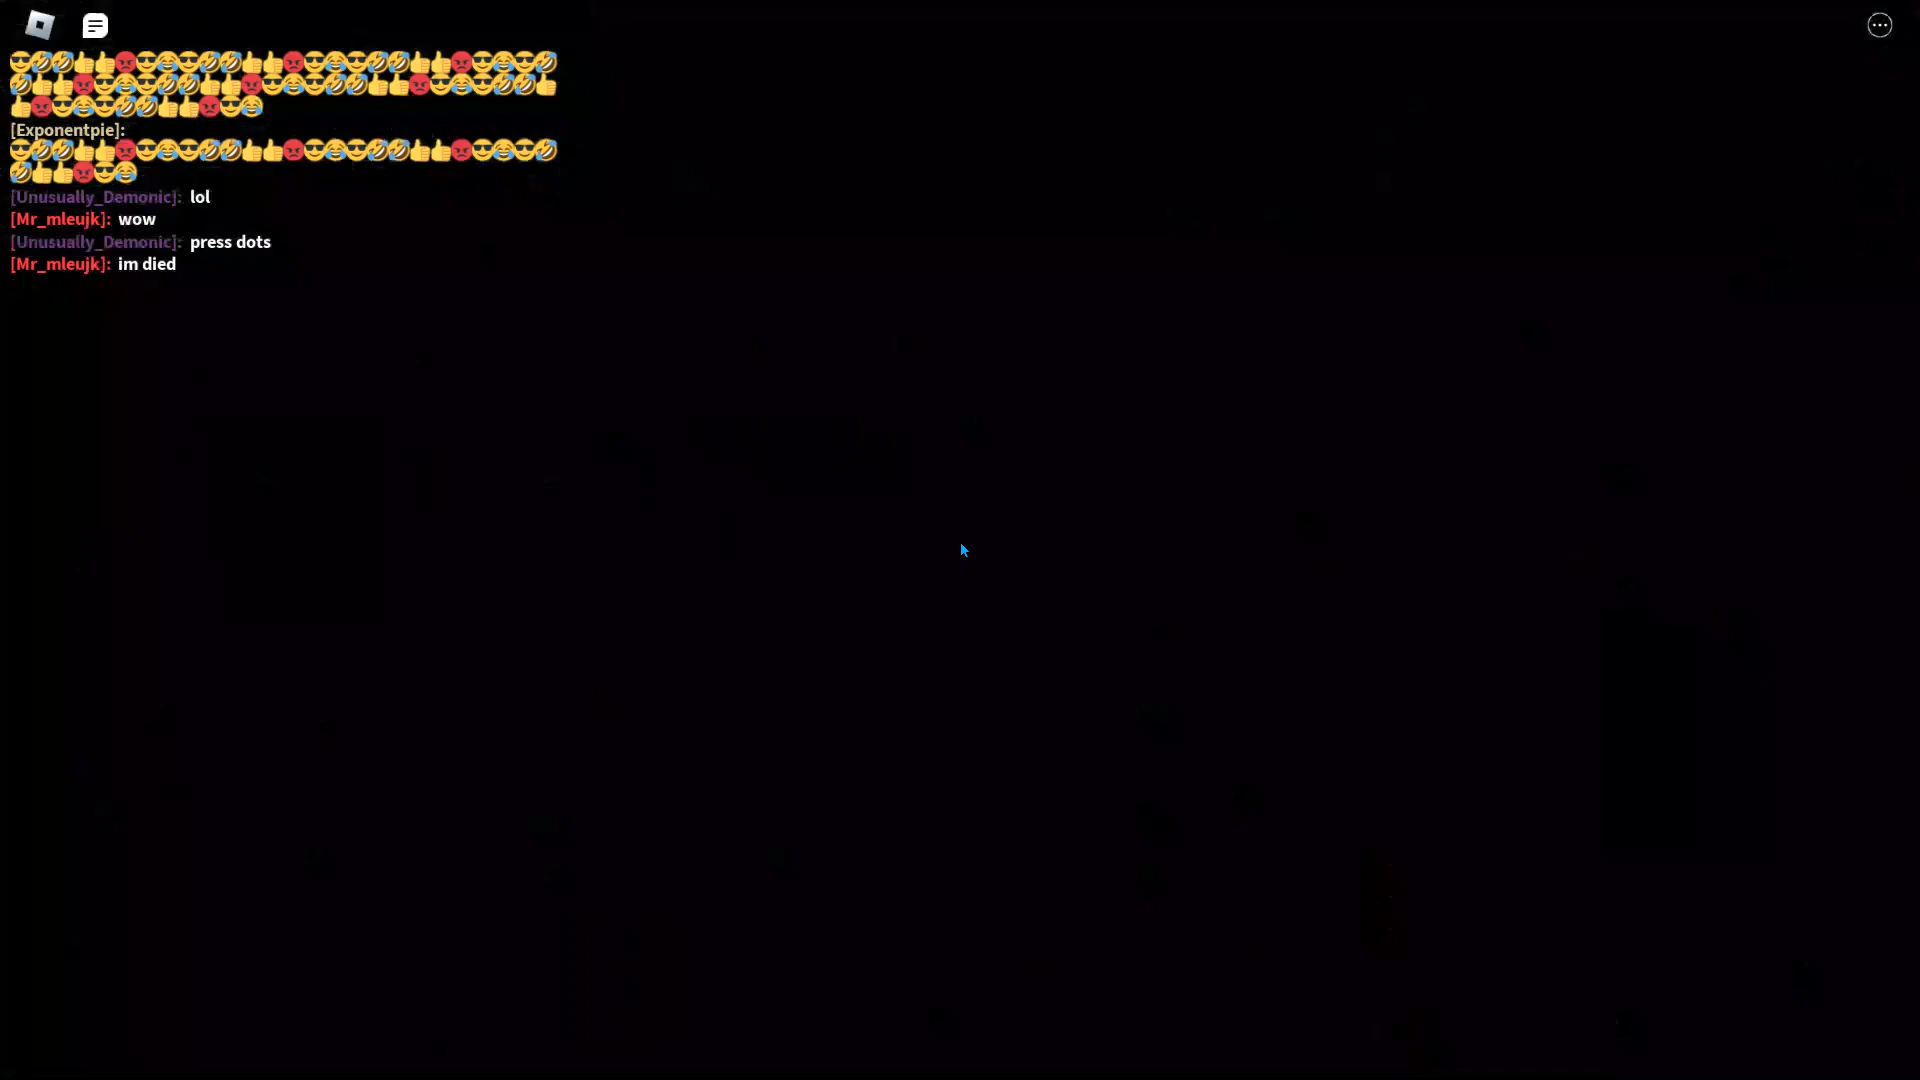 😎🤣🤣👍👍😡😎😂😎🤣🤣👍👍😡😎😂😎🤣🤣👍👍😡😎😂😎🤣
🤣👍👍😡😎😂😎🤣🤣👍👍😡😎😂😎🤣🤣👍👍😡😎😂😎🤣🤣👍
👍😡😎😂😎🤣🤣👍👍😡😎😂
[Exponentpie]:
😎🤣🤣👍👍😡😎😂😎🤣🤣👍👍😡😎😂😎🤣🤣👍👍😡😎😂😎🤣
🤣👍👍😡😎😂
[Unusually_Demonic]: lol
[Mr_mleujk]: wow
[Unusually_Demonic]: press dots
[Mr_mleujk]: im died